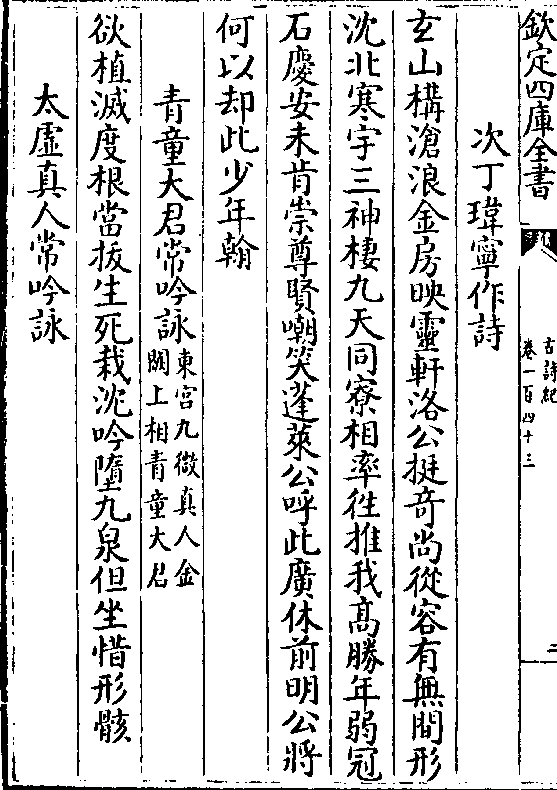 欽定四庫全書
古詩紀
卷一百四十三
二
次丁瑋寧作詩
玄山構滄浪金房映靈軒洛公挺奇尚從容有無間形
沈北寒宇三神棲九天同寮相率徃推我髙勝年弱冠
石慶安未肯崇尊賢嘲笑蓬萊公呼此廣休前明公將
何以却此少年翰
青童大君常吟詠東宫九微真人金
闕上相青童大君
欲植滅度根當拔生死栽沈吟墮九泉但坐惜形骸
太虛真人常吟詠